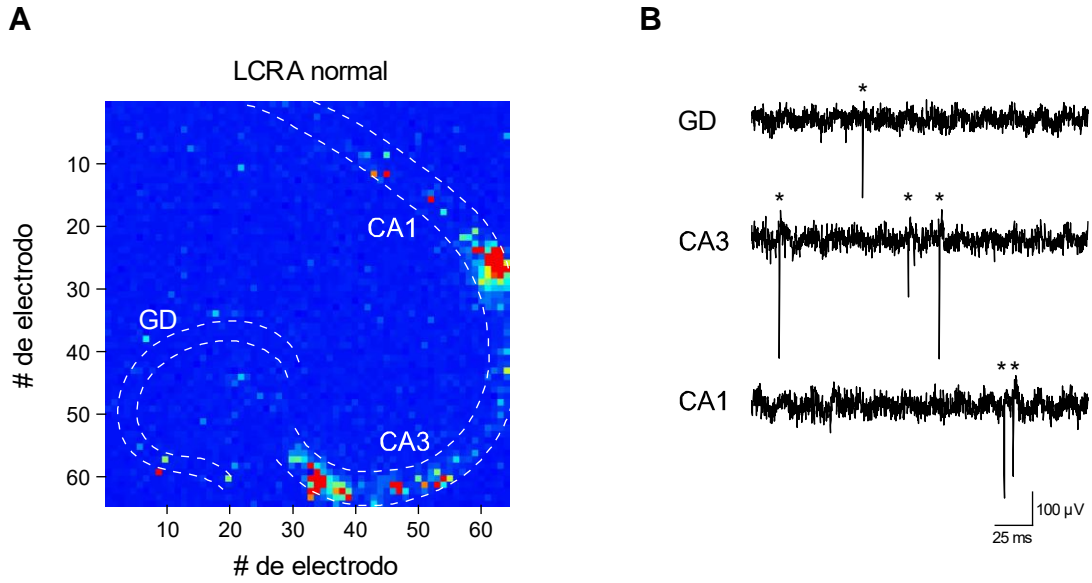 A
LCRA normal
# de electrodo
10
20
30
40
50
60
CA1
GD
CA3
10
20
30
40
50
60
# de electrodo
B
GD
*
CA3
*
*
*
CA1
**
100 µV
25 ms